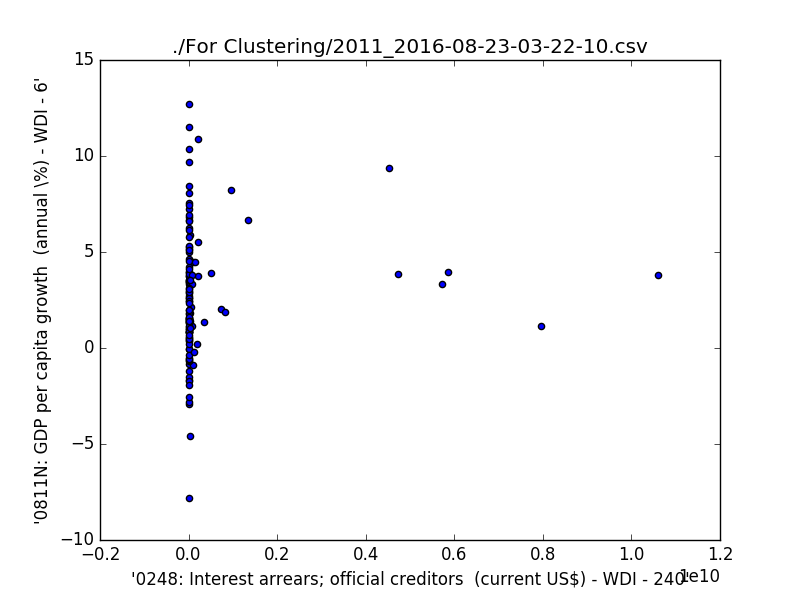 ./For Clustering/2011_2016-08-23-03-22-10.csv
15
10
5
0
−5
−10
'0811N: GDP per capita growth  (annual \%) - WDI - 6'
−0.2 0.0 0.2 0.4 0.6 0.8 1.0 1.2
1e10
'0248: Interest arrears; official creditors  (current US$) - WDI - 240'